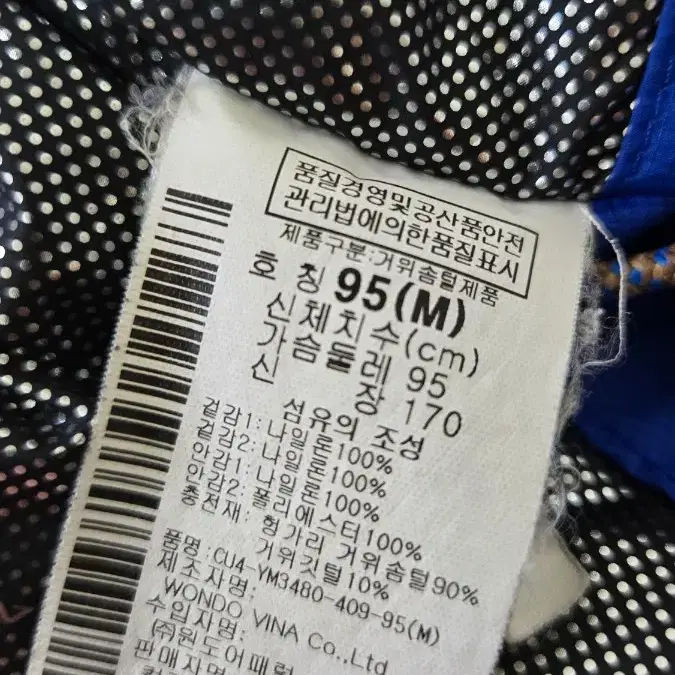 품질경영및공산품안전
관리법에의한품질표시
제품구분:거위솜털제품
호 칭 95(M)
신체치수(cm)
가슴둘레 95
신 장 170
섬유의 조성
겉감1: 나일론100%
겉감2: 나일론100%
안감1: 나일론100%
안감2: 폴리에스터100%
충전재: 헝가리 거위솜털90%
거위깃털10%
품명: CU4-YM3480-409-95(M)
제조자명:
WONDO VINA Co.,Ltd
수입자명:
(주)원도어패럴
판매자명